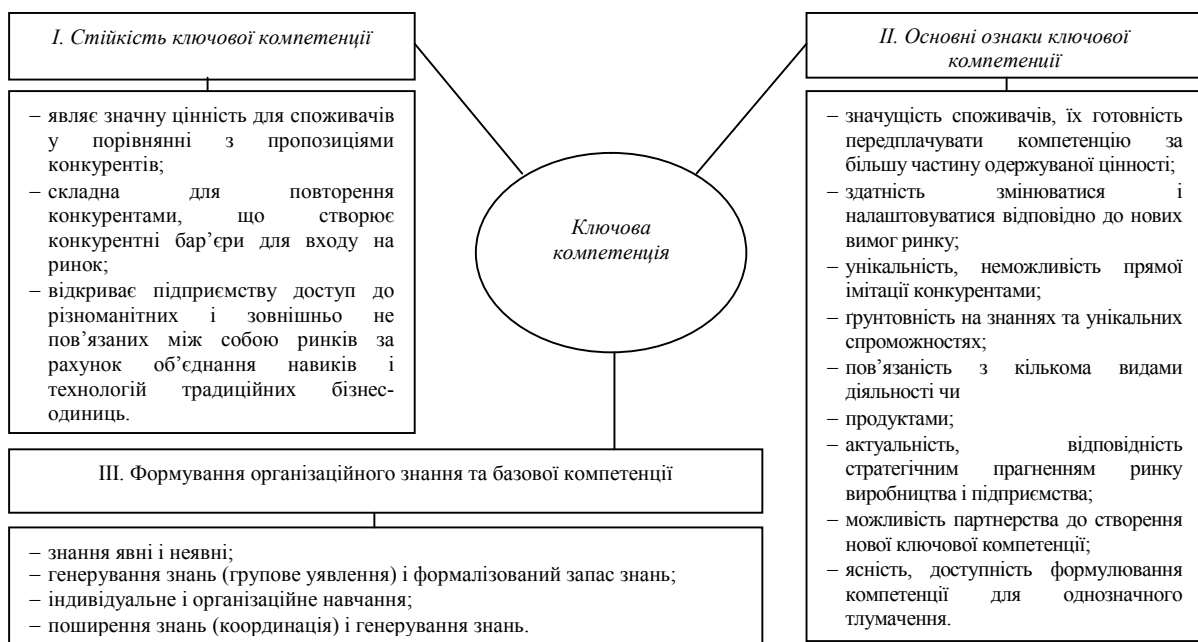 I. Стійкість ключової компетенції
– являє значну цінність для споживачів
у порівнянні з пропозиціями
конкурентів;
– складна для повторення
конкурентами, що створює
конкурентні бар’єри для входу на
ринок;
– відкриває підприємству доступ до
різноманітних і зовнішньо не
пов’язаних між собою ринків за
рахунок об’єднання навиків і
технологій традиційних бізнес-
одиниць.
Ключова
компетенція
II. Основні ознаки ключової
компетенції
– значущість споживачів, їх готовність
передплачувати компетенцію за
більшу частину одержуваної цінності;
– здатність змінюватися і
налаштовуватися відповідно до нових
вимог ринку;
– унікальність, неможливість прямої
імітації конкурентами;
– ґрунтовність на знаннях та унікальних
спроможностях;
– пов’язаність з кількома видами
діяльності чи
– продуктами;
– актуальність, відповідність
стратегічним прагненням ринку
виробництва і підприємства;
– можливість партнерства до створення
нової ключової компетенції;
– ясність, доступність формулювання
компетенції для однозначного
тлумачення.
III. Формування організаційного знання та базової компетенції
– знання явні і неявні;
– генерування знань (групове уявлення) і формалізований запас знань;
– індивідуальне і організаційне навчання;
– поширення знань (координація) і генерування знань.